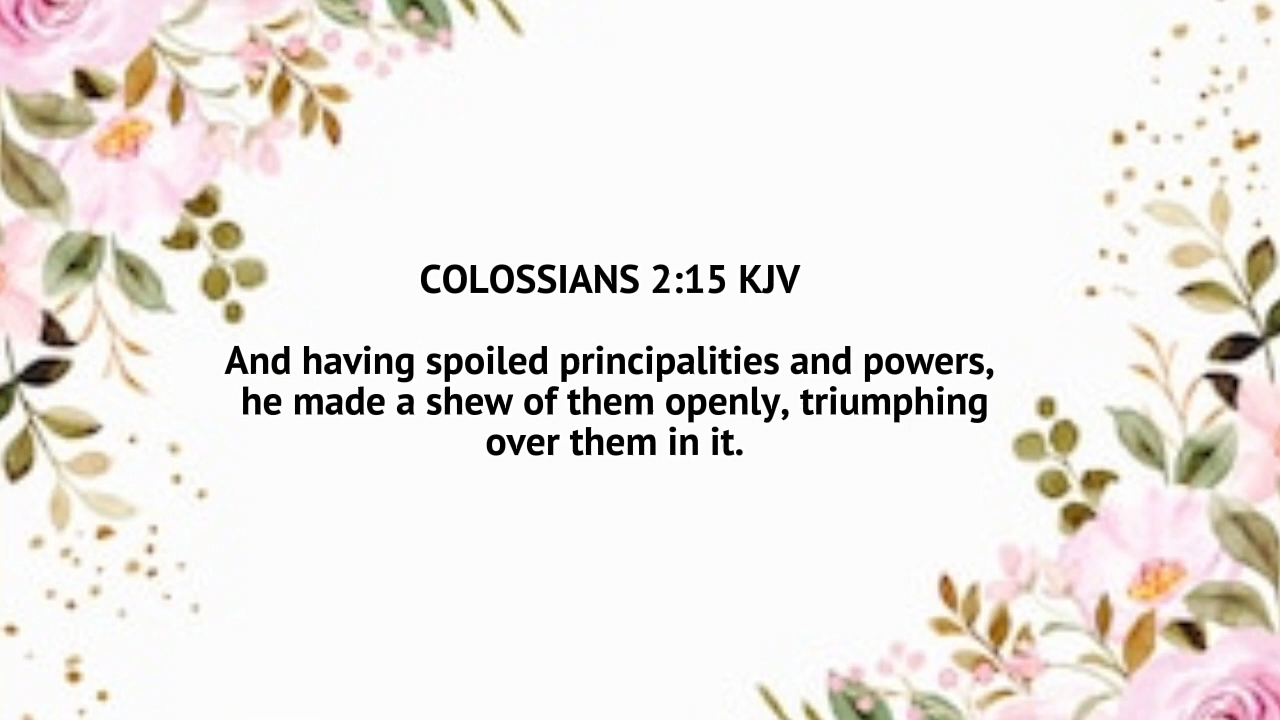 COLOSSIANS 2:15 KJV
And having spoiled principalities and powers,
he made a shew of them openly, triumphing
over them in it.